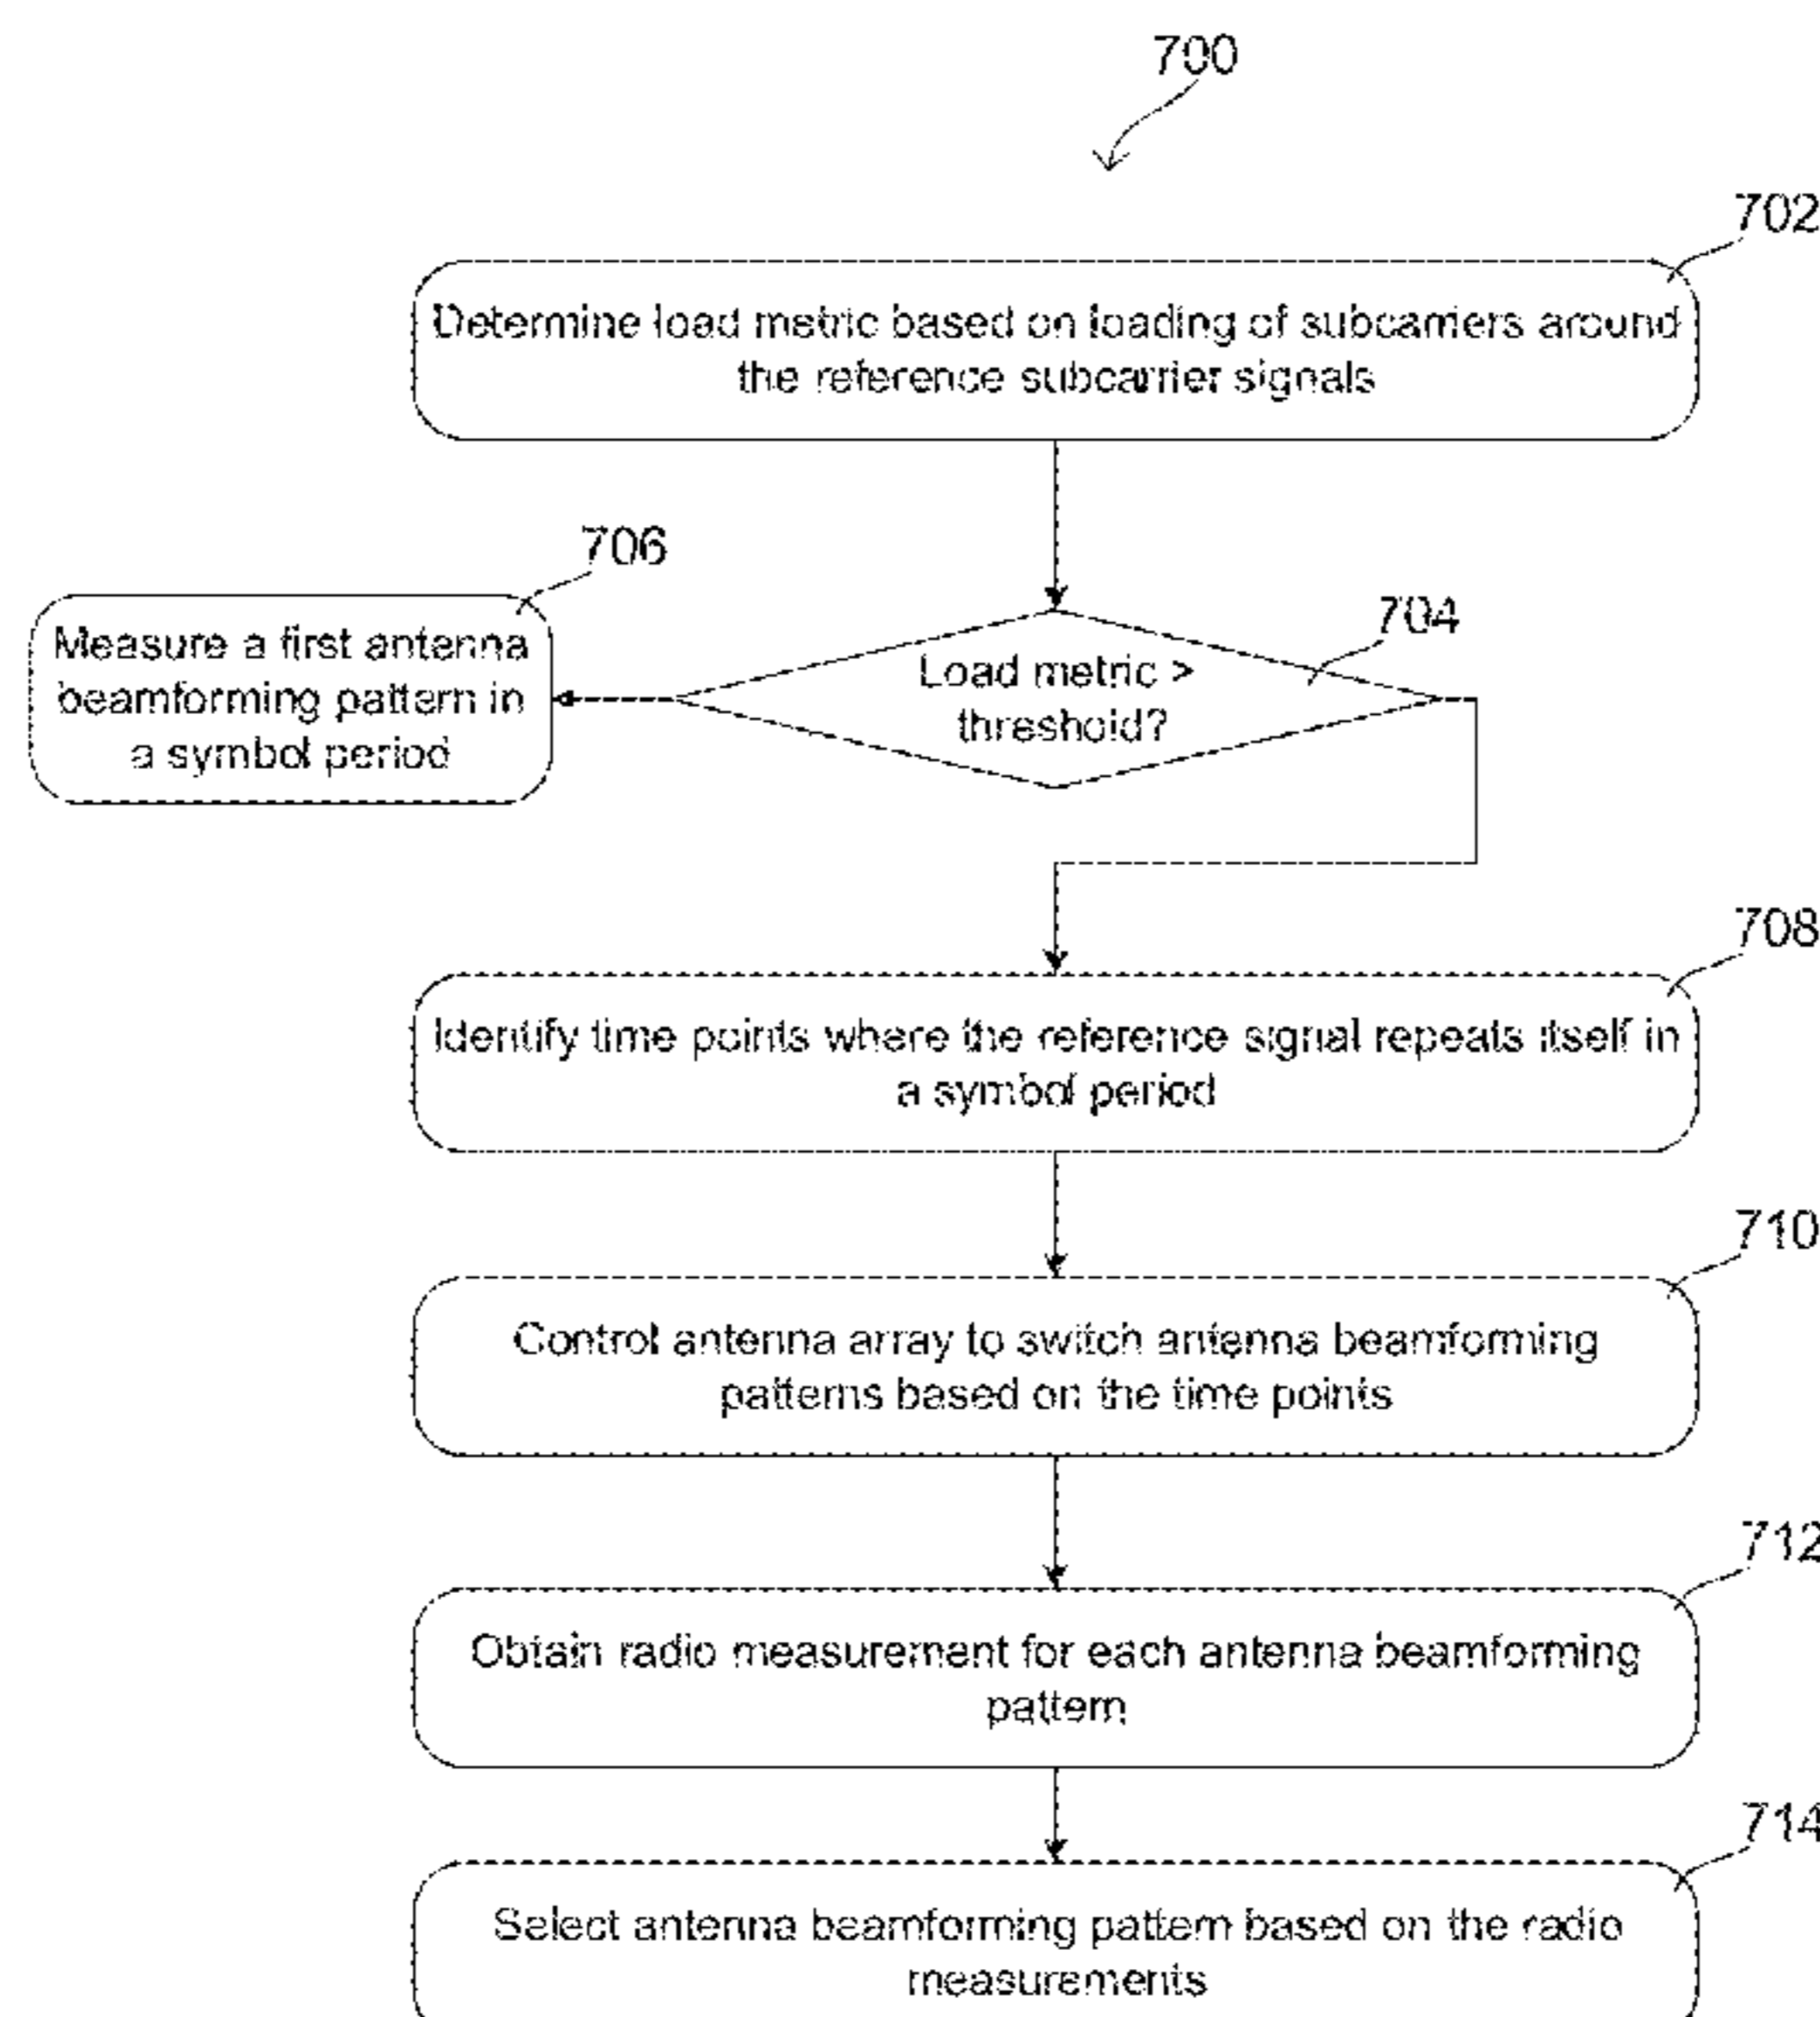 700
702
Determine load metric based on loading of subcarriers around
the reference subcarrier signals
706
704
Measure a first antenna
beamforming pattern in
a symbol period
Load metric >
threshold?
708
Identify time points where the reference signal repeats itself in
a symbol period
710
Control antenna array to switch antenna beamforming
patterns based on the time points
712
Obtain radio measurement for each antenna beamforming
pattern
714
Select antenna beamforming pattern based on the radio
measurements